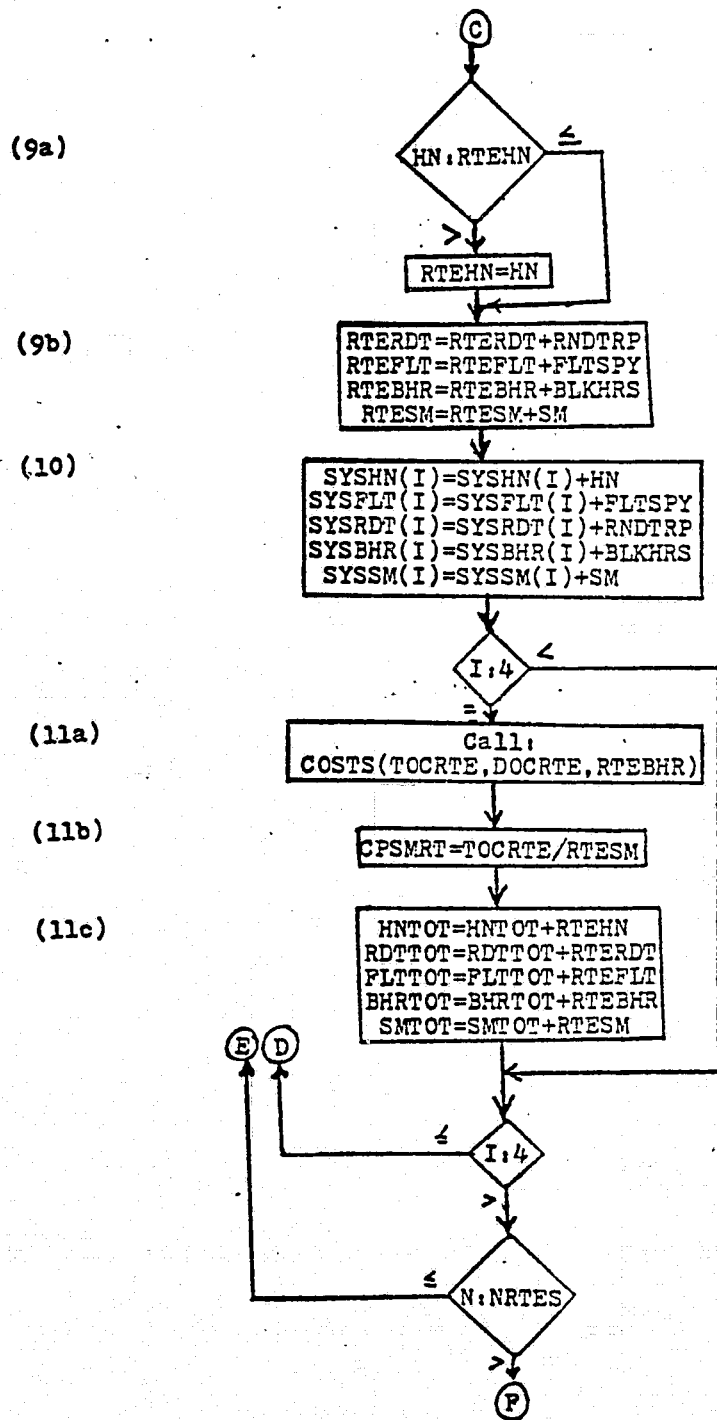 C
(9a)
HN:RTEHN
≤
>
RTEHN=HN
(9b)
RTERDT=RTERDT+RNDTRP
RTEFLT=RTEFLT+FLTSPY
RTEBHR=RTEBHR+BLKHRS
RTESM=RTESM+SM
(10)
SYSHN(I)=SYSHN(I)+HN
SYSFLT(I)=SYSFLT(I)+FLTSPY
SYSRDT(I)=SYSRDT(I)+RNDTRP
SYSBHR(I)=SYSBHR(I)+BLKHRS
SYSSM(I)=SYSSM(I)+SM
I:4
<
=
(11a)
Call:
COSTS(TOCRTE,DOCRTE,RTEBHR)
(11b)
CPSMRT=TOCRTE/RTESM
(11c)
HNTOT=HNTOT+RTEHN
RDTTOT=RDTTOT+RTERDT
FLTTOT=FLTTOT+RTEFLT
BHRTOT=BHRTOT+RTEBHR
SMTOT=SMTOT+RTESM
E D
≤
I:4
>
≤
N:NRTES
>
F